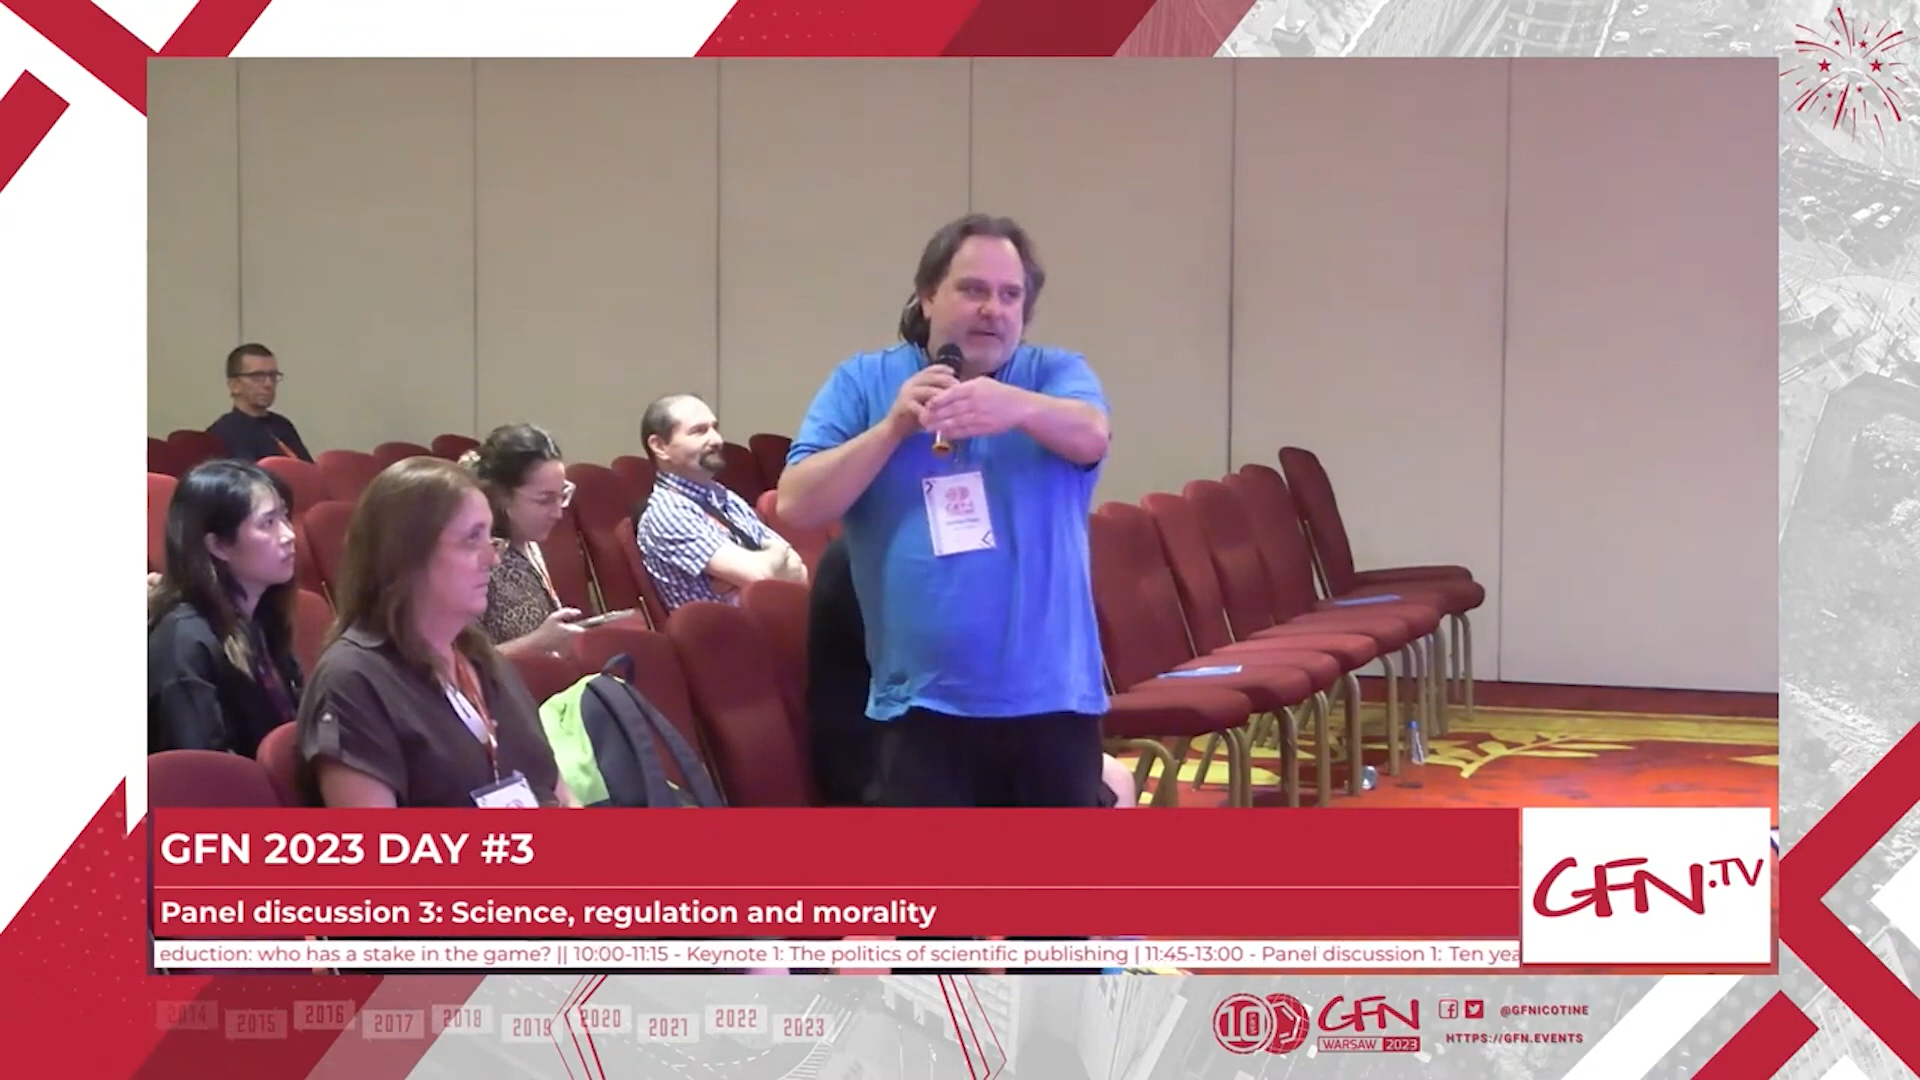 GFN 2023 DAY #3
Panel discussion 3: Science, regulation and morality
eduction: who has a stake in the game? || 10:00-11:15 - Keynote 1: The politics of scientific publishing | 11:45-13:00 - Panel discussion 1: Ten yea
GFN.TV
2014 2015 2016 2017 2018 2019 2020 2021 2022 2023
10
GFN
WARSAW 2023
@GFNICOTINE
HTTPS://GFN.EVENTS